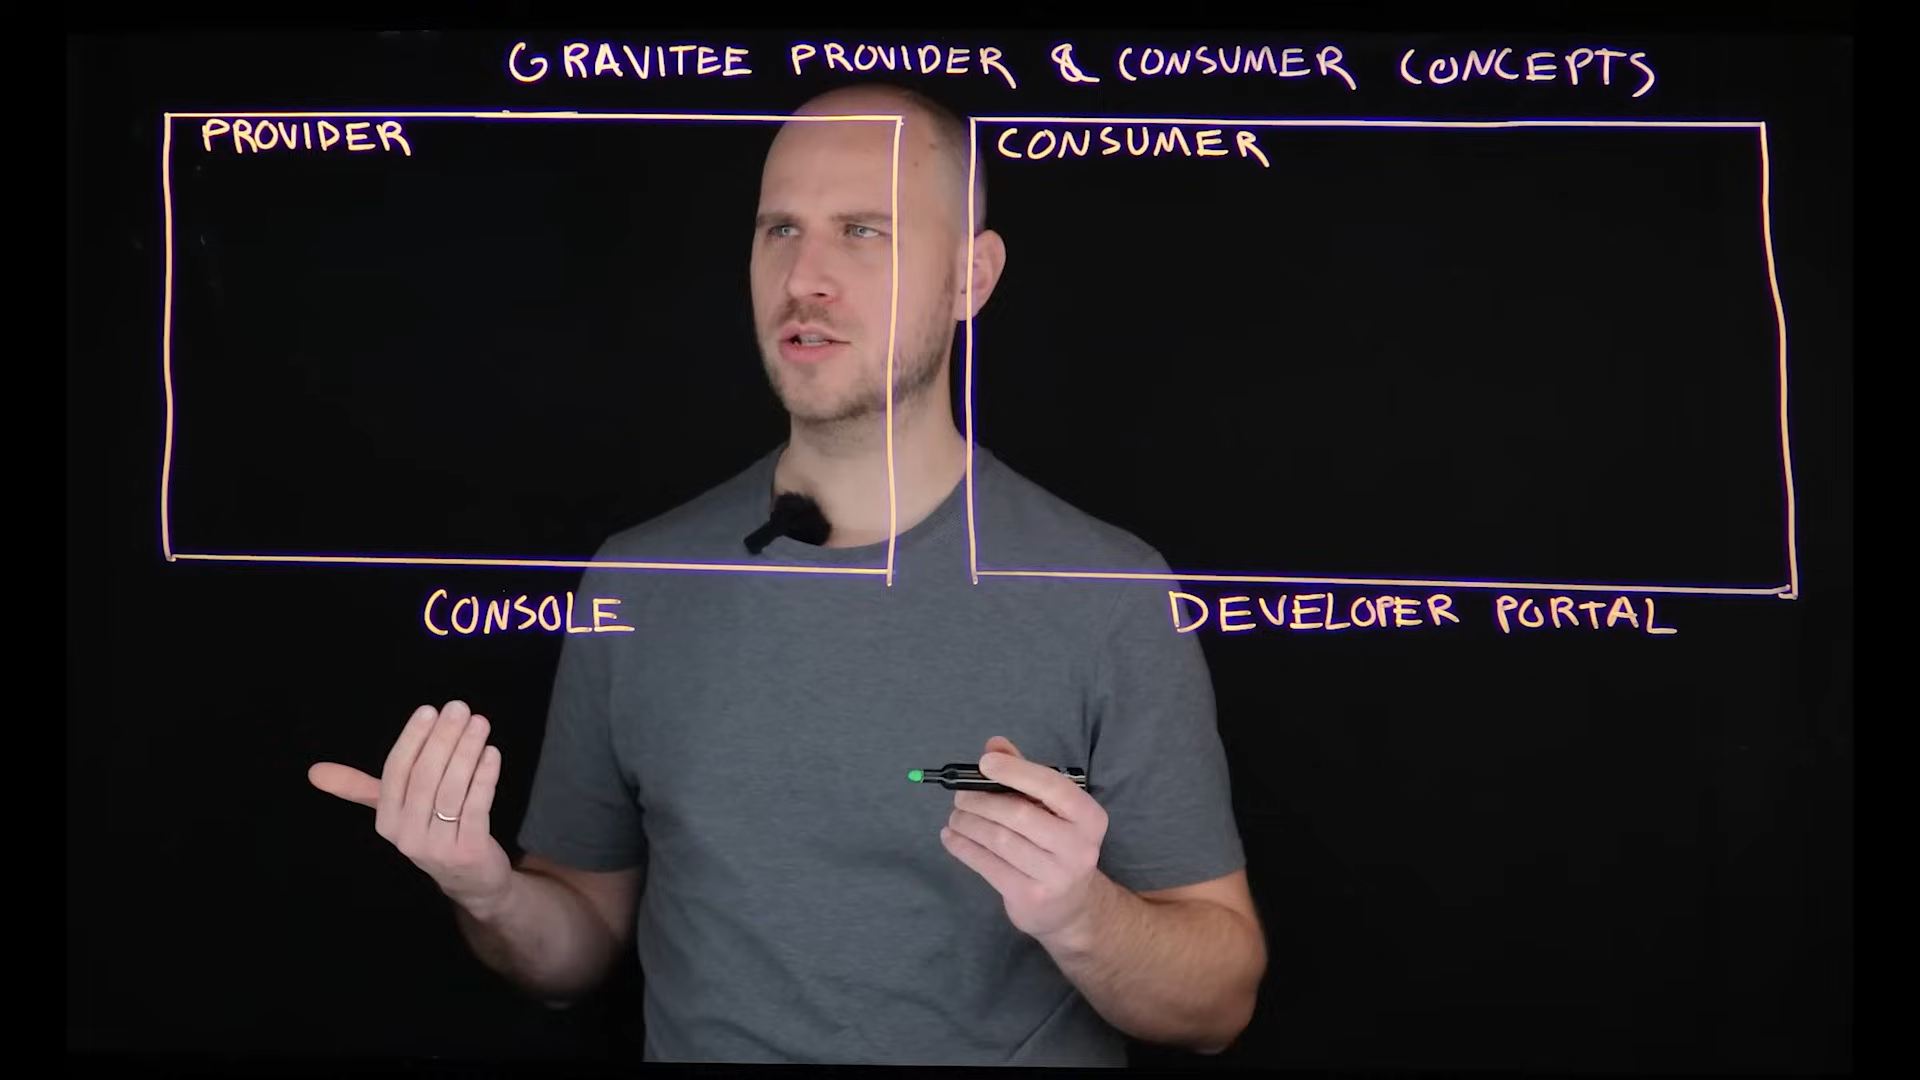 GRAVITEE PROVIDER & CONSUMER CONCEPTS
PROVIDER
CONSUMER
CONSOLE
DEVELOPER PORTAL